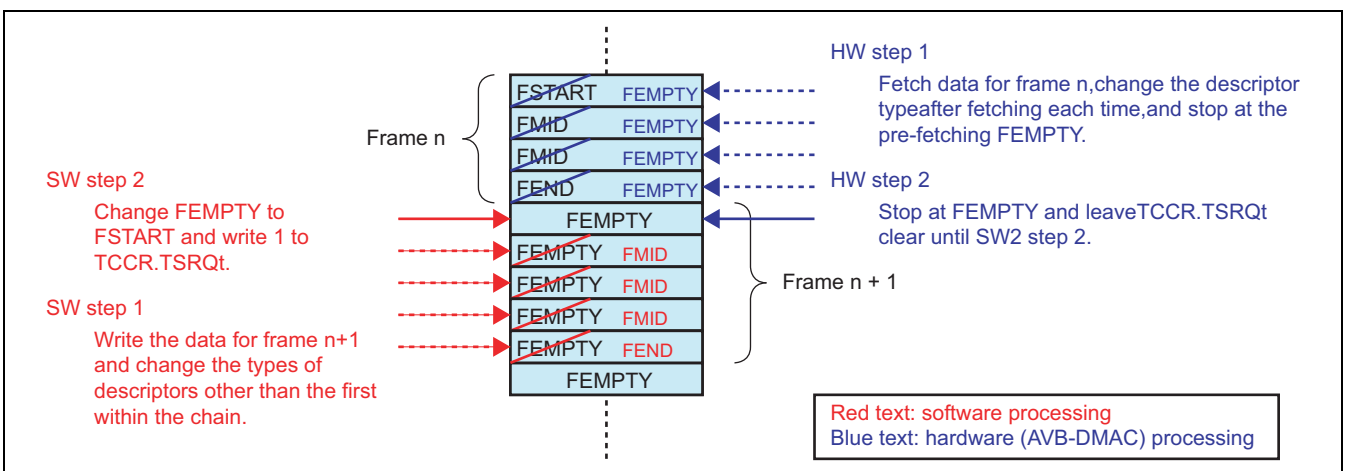 HW step 1
Fetch data for frame n,change the descriptor
typeafter fetching each time,and stop at the
pre-fetching FEMPTY.
FSTART FEMPTY
FMID FEMPTY
FMID FEMPTY
FEND FEMPTY
Frame n
HW step 2
Stop at FEMPTY and leaveTCCR.TSRQt
clear until SW2 step 2.
SW step 2
Change FEMPTY to
FSTART and write 1 to
TCCR.TSRQt.
FEMPTY
FEMPTY FMID
FEMPTY FMID
FEMPTY FMID
FEMPTY FEND
FEMPTY
Frame n + 1
SW step 1
Write the data for frame n+1
and change the types of
descriptors other than the first
within the chain.
Red text: software processing
Blue text: hardware (AVB-DMAC) processing